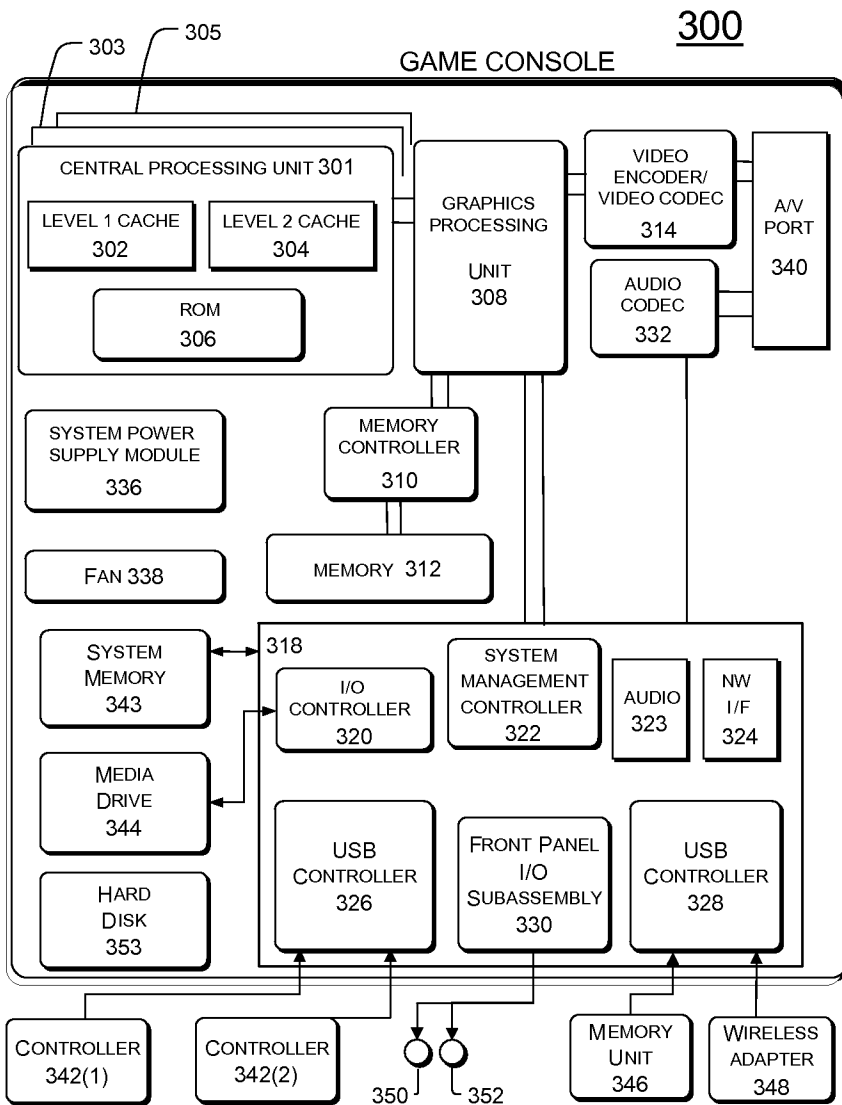 300
303
305
GAME CONSOLE
CENTRAL PROCESSING UNIT 301
LEVEL 1 CACHE
302
LEVEL 2 CACHE
304
ROM
306
GRAPHICS
PROCESSING
UNIT
308
VIDEO
ENCODER/
VIDEO CODEC
314
A/V
PORT
340
AUDIO
CODEC
332
SYSTEM POWER
SUPPLY MODULE
336
MEMORY
CONTROLLER
310
FAN 338
MEMORY 312
SYSTEM
MEMORY
343
318
I/O
CONTROLLER
320
SYSTEM
MANAGEMENT
CONTROLLER
322
AUDIO
323
NW
I/F
324
MEDIA
DRIVE
344
USB
CONTROLLER
326
FRONT PANEL
I/O
SUBASSEMBLY
330
USB
CONTROLLER
328
HARD
DISK
353
CONTROLLER
342(1)
CONTROLLER
342(2)
350
352
MEMORY
UNIT
346
WIRELESS
ADAPTER
348